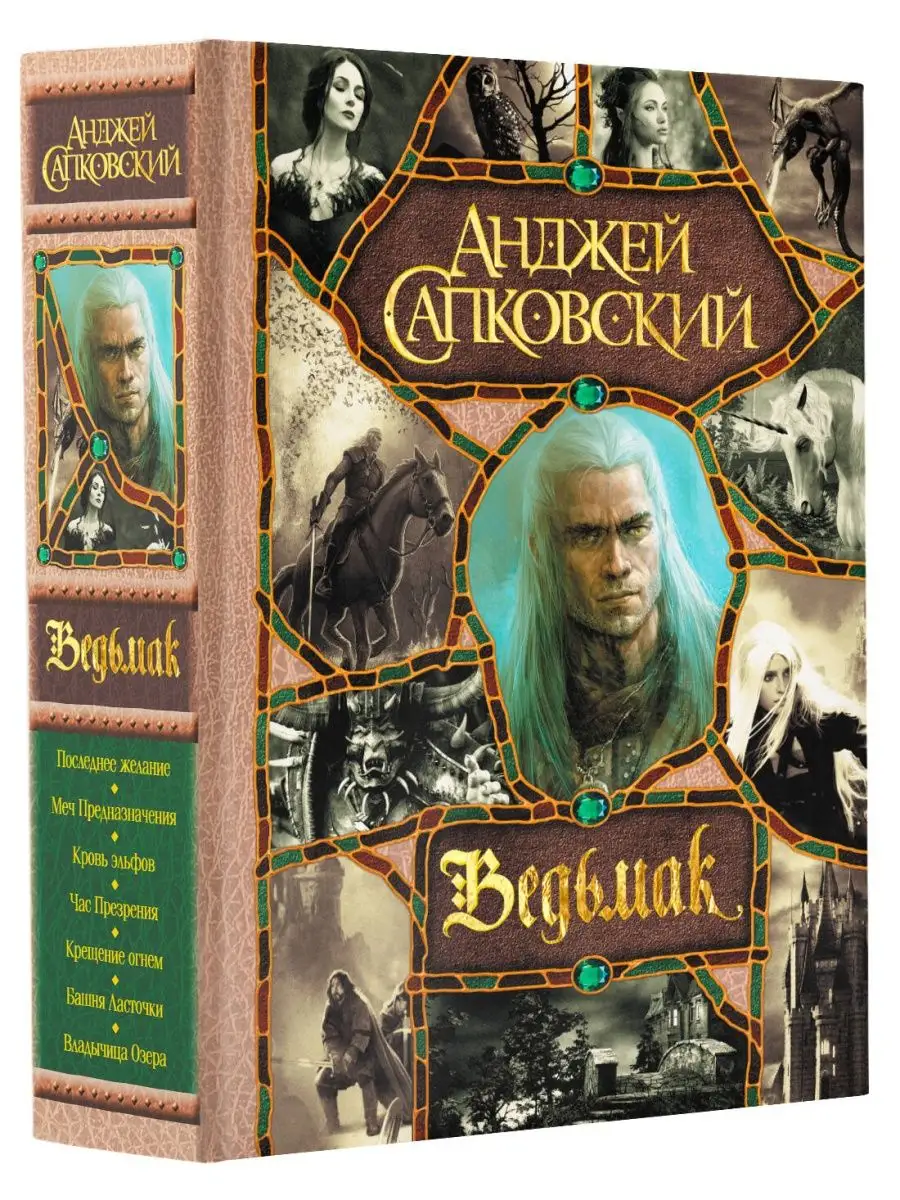 Анджей
Сапковский
Ведьмак
Последнее желание
Меч Предназначения
Кровь эльфов
Час Презрения
Крещение огнем
Башня Ласточки
Владычица Озера
Анджей
Сапковский
Ведьмак